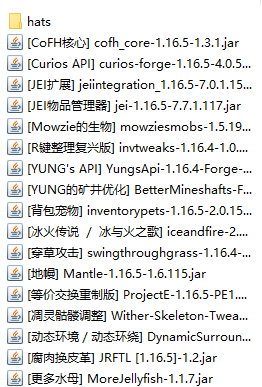 hats
[CoFH核心] cofh_core-1.16.5-1.3.1.jar
[Curios API] curios-forge-1.16.5-4.0.5...
[JEI扩展] jeiintegration_1.16.5-7.0.1.15...
[JEI物品管理器] jei-1.16.5-7.7.1.117.jar
[Mowzie的生物] mowziesmobs-1.5.19...
[R键整理复兴版] invtweaks-1.16.4-1.0....
[YUNG's API] YungsApi-1.16.4-Forge-...
[YUNG的矿井优化] BetterMineshafts-F...
[背包宠物] inventorypets-1.16.5-2.0.15...
[冰火传说 / 冰与火之歌] iceandfire-2....
[穿草攻击] swingthroughgrass-1.16.4-...
[地幔] Mantle-1.16.5-1.6.115.jar
[等价交换重制版] ProjectE-1.16.5-PE1....
[凋灵骷髅调整] Wither-Skeleton-Twea...
[动态环境 / 动态环绕] DynamicSurroun...
[腐肉换皮革] JRFTL [1.16.5]-1.2.jar
[更多水母] MoreJellyfish-1.1.7.jar